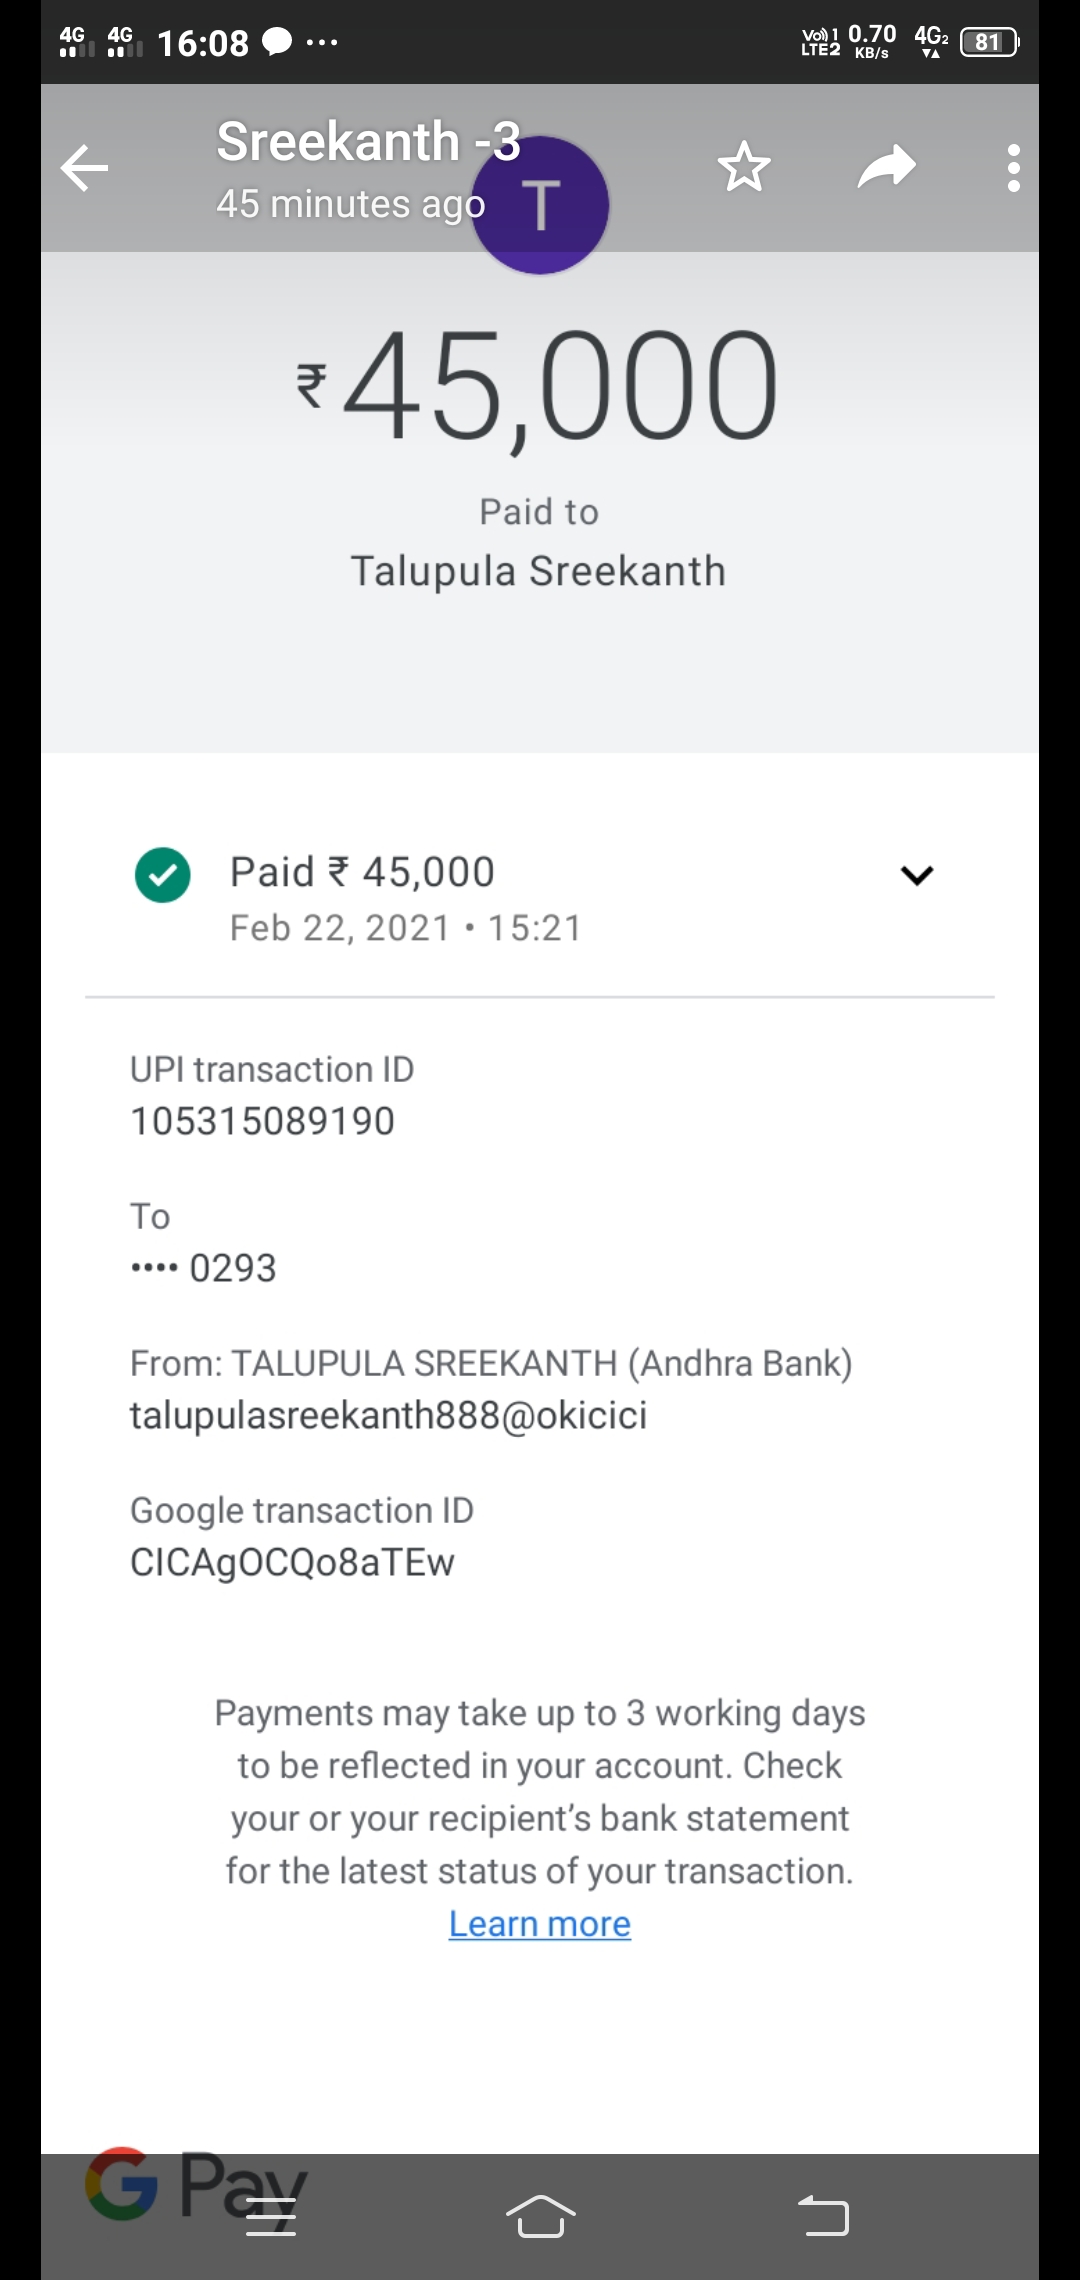 4G 4G 16:08 ... Vo)) 1 LTE2 0.70 KB/s 4G2 81
Sreekanth -3
45 minutes ago
T
₹45,000
Paid to
Talupula Sreekanth
Paid ₹ 45,000
Feb 22, 2021 • 15:21
UPI transaction ID
105315089190
To
•••• 0293
From: TALUPULA SREEKANTH (Andhra Bank)
talupulasreekanth888@okicici
Google transaction ID
CICAgOCQo8aTEw
Payments may take up to 3 working days
to be reflected in your account. Check
your or your recipient’s bank statement
for the latest status of your transaction.
Learn more
G Pay